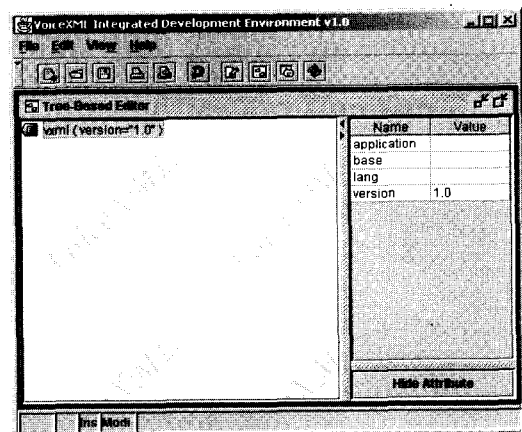 VoiceXML Integrated Development Environment v1.0
File Edit View Help
Tree-Based Editor
vxml (version="1.0" )
Name Value
application
base
lang
version 1.0
Hide Attribute
Ins Modi